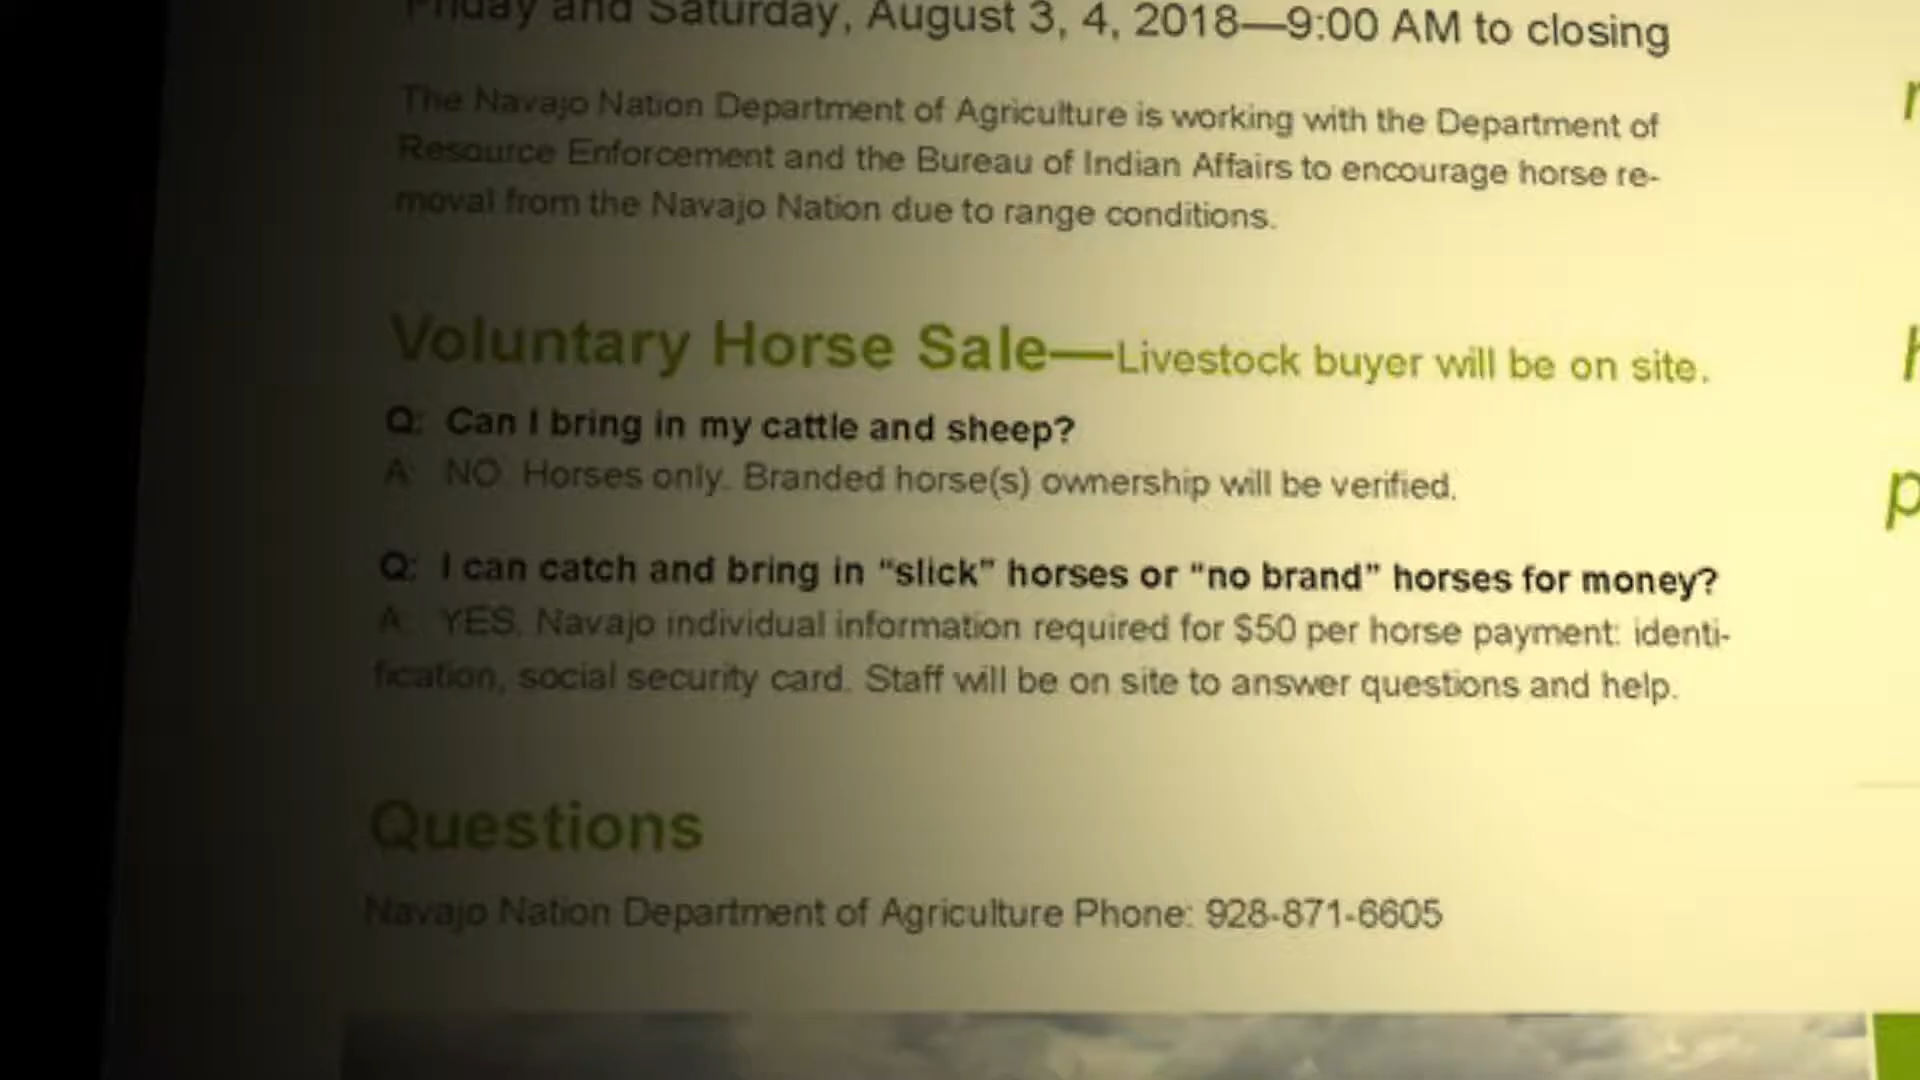 Friday and Saturday, August 3, 4, 2018—9:00 AM to closing
The Navajo Nation Department of Agriculture is working with the Department of
Resource Enforcement and the Bureau of Indian Affairs to encourage horse re-
moval from the Navajo Nation due to range conditions.
Voluntary Horse Sale—Livestock buyer will be on site.
Q: Can I bring in my cattle and sheep?
A: NO. Horses only. Branded horse(s) ownership will be verified.
Q: I can catch and bring in “slick” horses or “no brand” horses for money?
A: YES. Navajo individual information required for $50 per horse payment: identi-
fication, social security card. Staff will be on site to answer questions and help.
Questions
Navajo Nation Department of Agriculture Phone: 928-871-6605